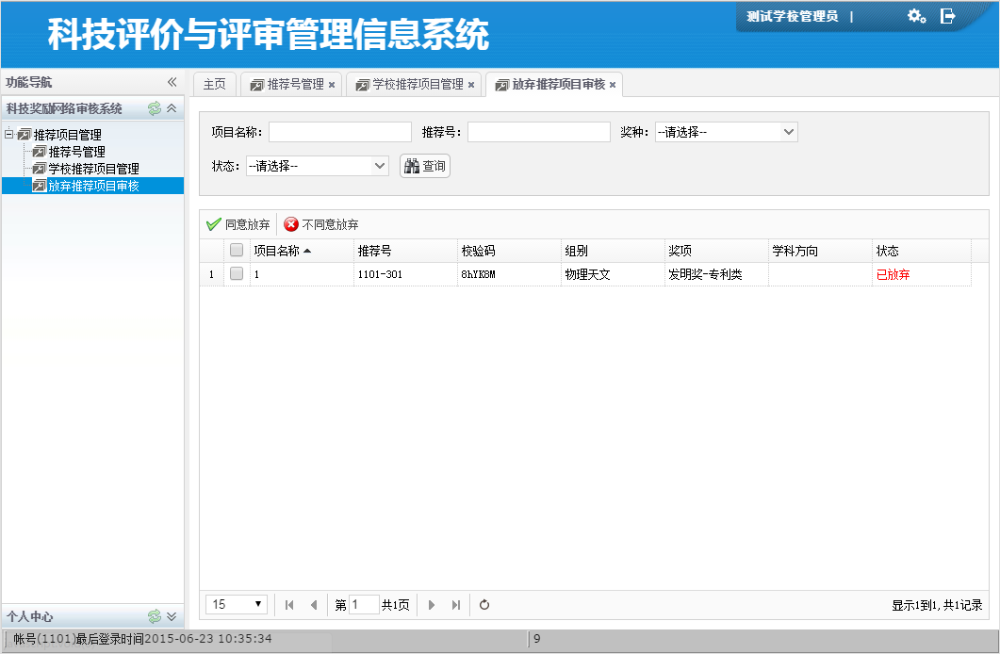 测试学校管理员 |
科技评价与评审管理信息系统
功能导航
主页 推荐号管理 学校推荐项目管理 放弃推荐项目审核
科技奖励网络审核系统
推荐项目管理
推荐号管理
学校推荐项目管理
放弃推荐项目审核
项目名称: 推荐号: 奖种: --请选择--
状态: --请选择-- 查询
同意放弃 不同意放弃
项目名称 推荐号 校验码 组别 奖项 学科方向 状态
1 1 1101-301 8hYK8M 物理天文 发明奖-专利类 已放弃
15 第 1 共1页 显示1到1,共1记录
个人中心
帐号(1101)最后登录时间2015-06-23 10:35:34 9